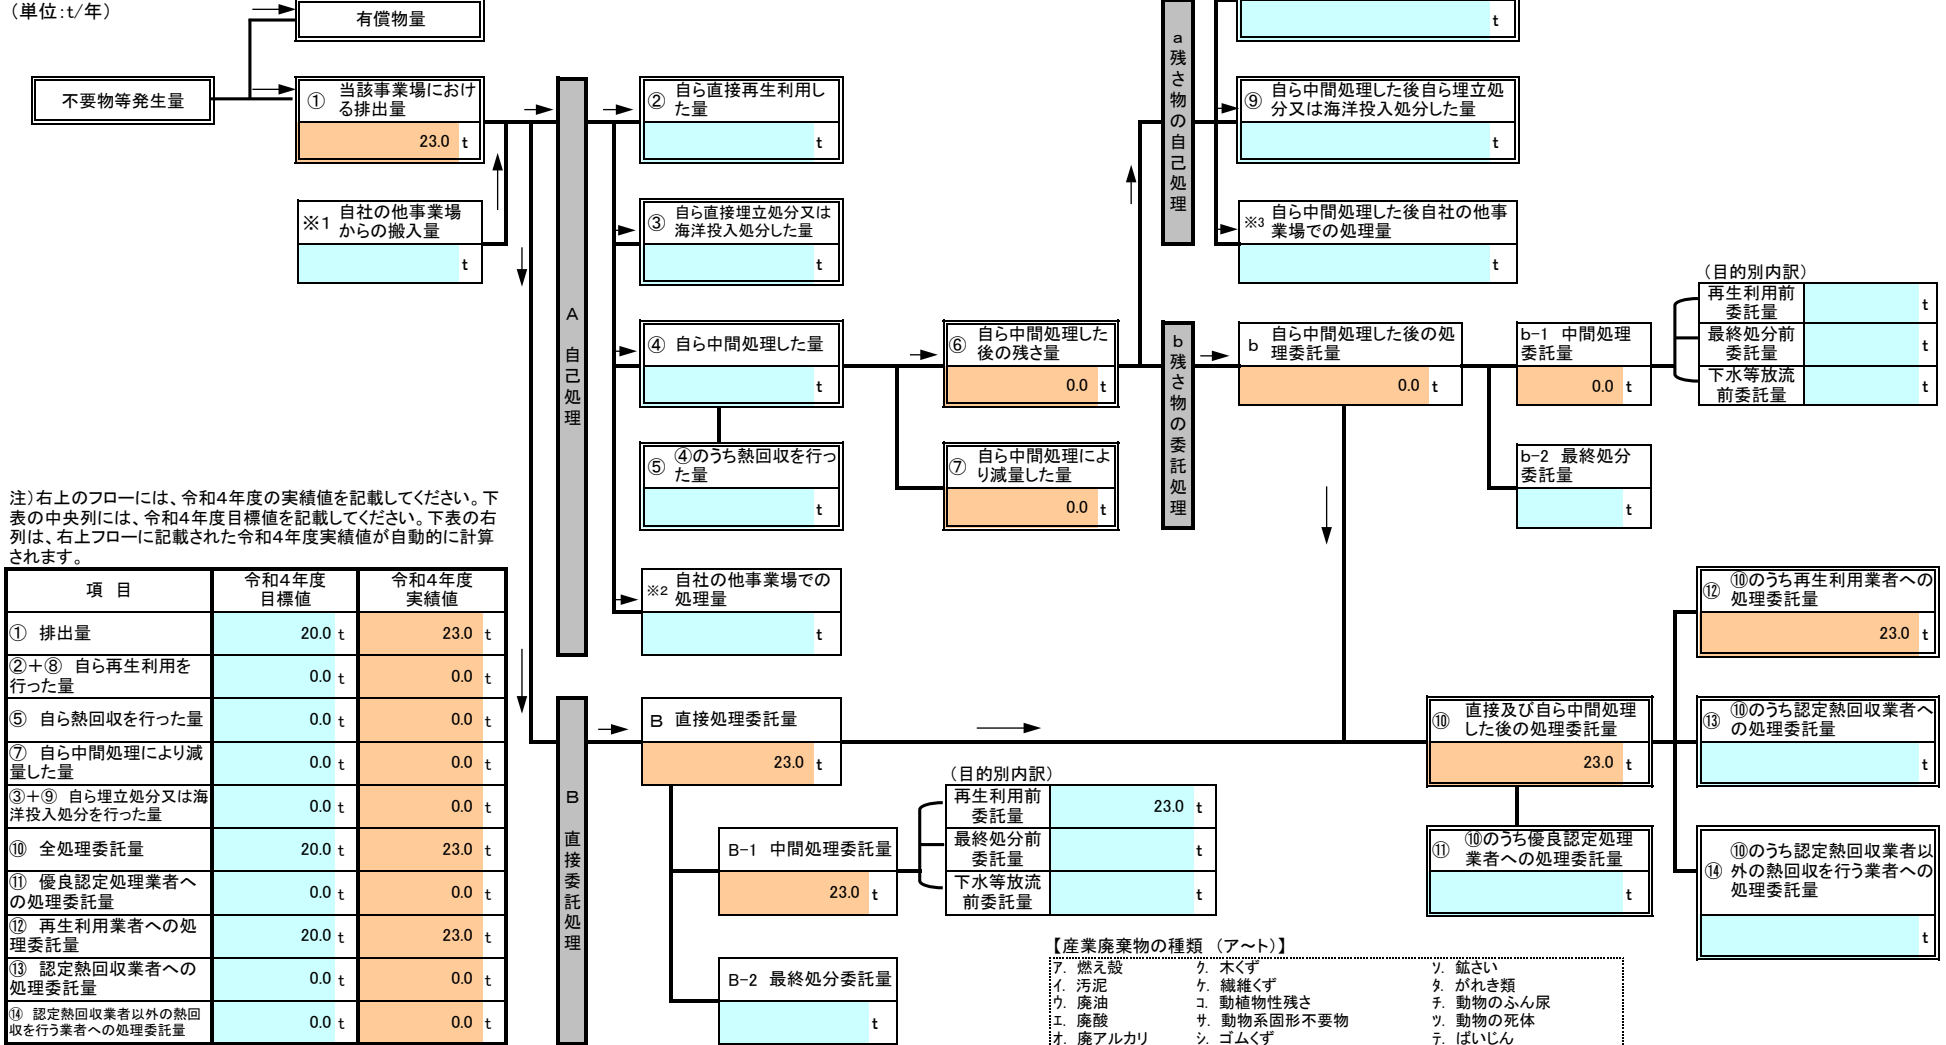 (単位:t/年)
有償物量
不要物等発生量
① 当該事業場におけ
る排出量
23.0 t
※1 自社の他事業場
からの搬入量
t
A 自己処理
② 自ら直接再生利用し
た量
t
③ 自ら直接埋立処分又は
海洋投入処分した量
t
④ 自ら中間処理した量
t
⑤ ④のうち熱回収を行っ
た量
t
※2 自社の他事業場での
処理量
t
⑥ 自ら中間処理した
後の残さ量
0.0 t
⑦ 自ら中間処理によ
り減量した量
0.0 t
a残さ物の自己処理
t
⑨ 自ら中間処理した後自ら埋立処
分又は海洋投入処分した量
t
※3 自ら中間処理した後自社の他事
業場での処理量
t
b残さ物の委託処理
b 自ら中間処理した後の処
理委託量
0.0 t
b-1 中間処理
委託量
0.0 t
b-2 最終処分
委託量
t
(目的別内訳)
再生利用前
委託量
t
最終処分前
委託量
t
下水等放流
前委託量
t
注)右上のフローには、令和4年度の実績値を記載してください。下
表の中央列には、令和4年度目標値を記載してください。下表の右
列は、右上フローに記載された令和4年度実績値が自動的に計算
されます。
項 目 令和4年度
目標値 令和4年度
実績値
① 排出量 20.0 t 23.0 t
②+⑧ 自ら再生利用を
行った量 0.0 t 0.0 t
⑤ 自ら熱回収を行った量 0.0 t 0.0 t
⑦ 自ら中間処理により減
量した量 0.0 t 0.0 t
③+⑨ 自ら埋立処分又は海
洋投入処分を行った量 0.0 t 0.0 t
⑩ 全処理委託量 20.0 t 23.0 t
⑪ 優良認定処理業者へ
の処理委託量 0.0 t 0.0 t
⑫ 再生利用業者への処
理委託量 20.0 t 23.0 t
⑬ 認定熱回収業者への
処理委託量 0.0 t 0.0 t
⑭ 認定熱回収業者以外の熱回
収を行う業者への処理委託量 0.0 t 0.0 t
B 直接委託処理
B 直接処理委託量
23.0 t
B-1 中間処理委託量
23.0 t
B-2 最終処分委託量
t
(目的別内訳)
再生利用前
委託量
23.0 t
最終処分前
委託量
t
下水等放流
前委託量
t
⑩ 直接及び自ら中間処理
した後の処理委託量
23.0 t
⑪ ⑩のうち優良認定処理
業者への処理委託量
t
⑫ ⑩のうち再生利用業者への
処理委託量
23.0 t
⑬ ⑩のうち認定熱回収業者へ
の処理委託量
t
⑭ ⑩のうち認定熱回収業者以
外の熱回収を行う業者への
処理委託量
t
【産業廃棄物の種類 (ア~ト)】
ア. 燃え殻 ク. 木くず ソ. 鉱さい
イ. 汚泥 ケ. 繊維くず タ. がれき類
ウ. 廃油 コ. 動植物性残さ チ. 動物のふん尿
エ. 廃酸 サ. 動物系固形不要物 ツ. 動物の死体
オ. 廃アルカリ シ. ゴムくず テ. ばいじん